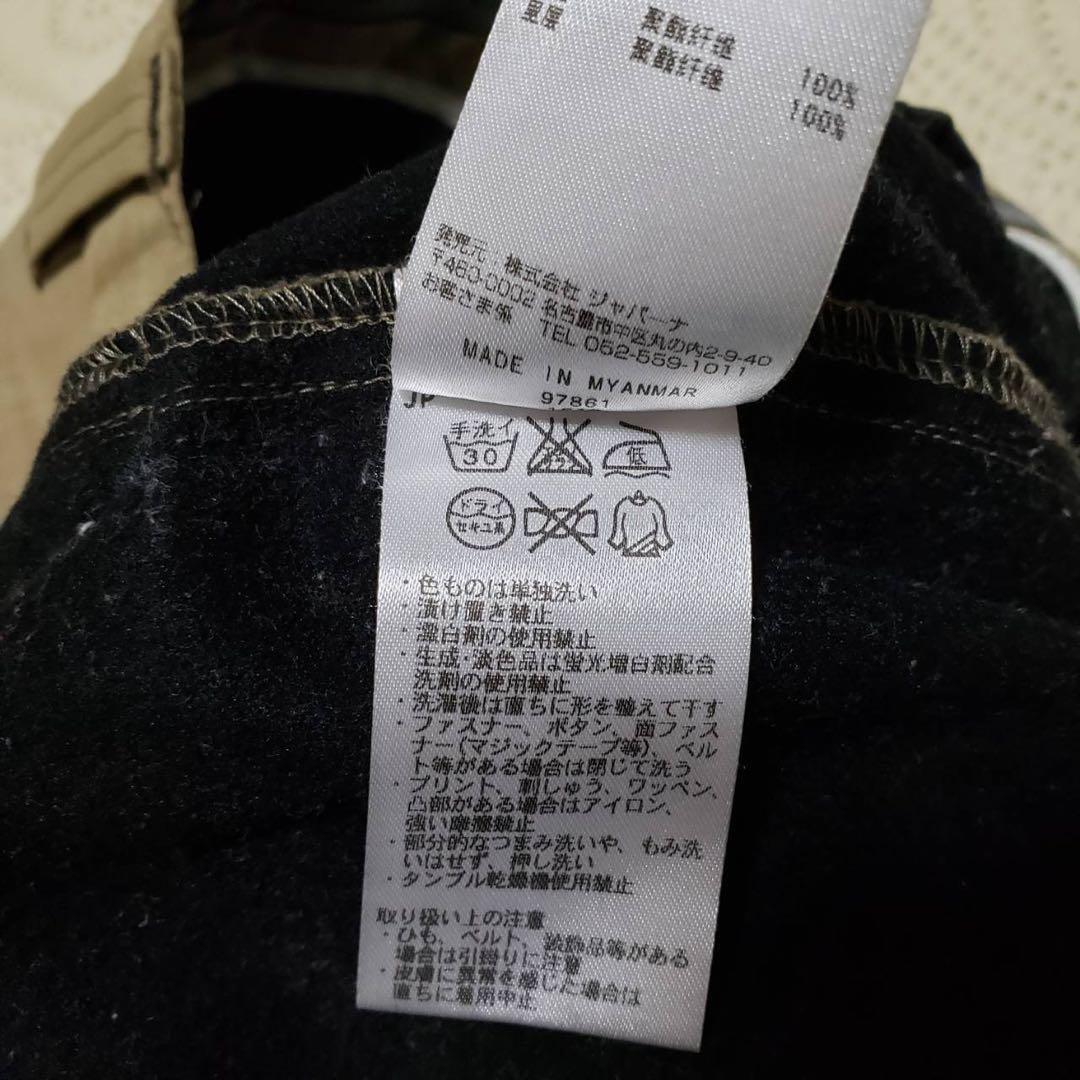 聚酯纤维 100%
里层 聚酯纤维 100%
発売元 株式会社 ジャパーナ
〒460-0002 名古屋市中区丸の内2-9-40
お客さま係 TEL 052-559-1011
MADE IN MYANMAR
97861
JP
手洗イ 30 低
ドライ セキユ系
・色ものは単独洗い
・漬け置き禁止
・漂白剤の使用禁止
・生成・淡色品は蛍光増白剤配合
洗剤の使用禁止
・洗濯後は直ちに形を整えて干す
・ファスナー、ボタン、面ファス
ナー(マジックテープ等)、ベル
ト等がある場合は閉じて洗う
・プリント、刺しゅう、ワッペン、
凸部がある場合はアイロン、
強い摩擦禁止
・部分的なつまみ洗いや、もみ洗
いはせず、押し洗い
・タンブル乾燥機使用禁止
取り扱い上の注意
・ひも、ベルト、装飾品等がある
場合は引掛りに注意
・皮膚に異常を感じた場合は
直ちに着用中止